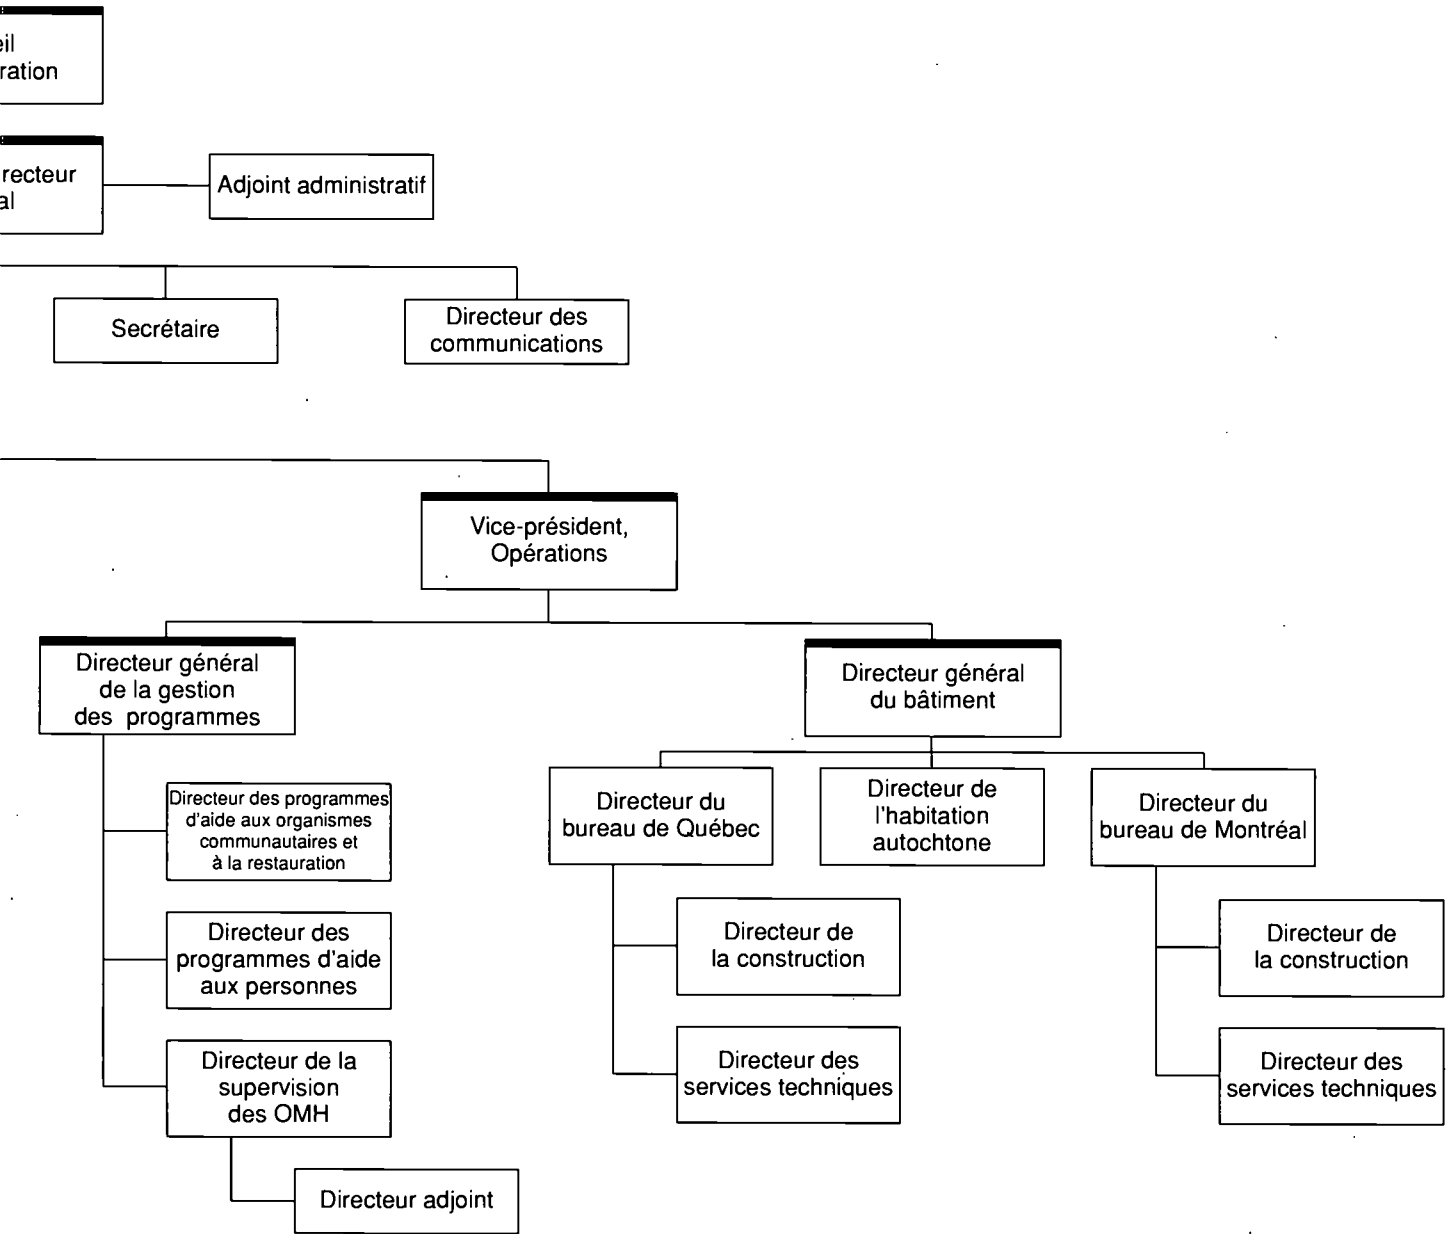 eil
ration
recteur
al
Adjoint administratif
Secrétaire
Directeur des
communications
Vice-président,
Opérations
Directeur général
de la gestion
des programmes
Directeur général
du bâtiment
Directeur des programmes
d'aide aux organismes
communautaires et
à la restauration
Directeur des
programmes d'aide
aux personnes
Directeur de la
supervision
des OMH
Directeur adjoint
Directeur du
bureau de Québec
Directeur de
la construction
Directeur des
services techniques
Directeur de
l'habitation
autochtone
Directeur du
bureau de Montréal
Directeur de
la construction
Directeur des
services techniques